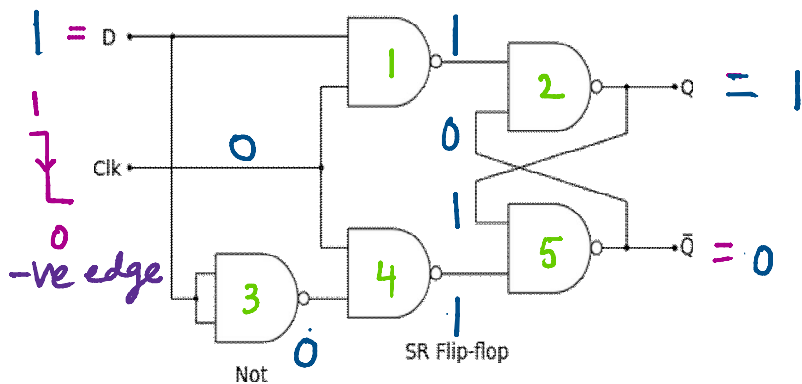 1 = D
1
1
2
Q = 1
1
0
0
Clk
1
0
-ve edge
3
4
5
Q̄ = 0
0
1
SR Flip-flop
Not